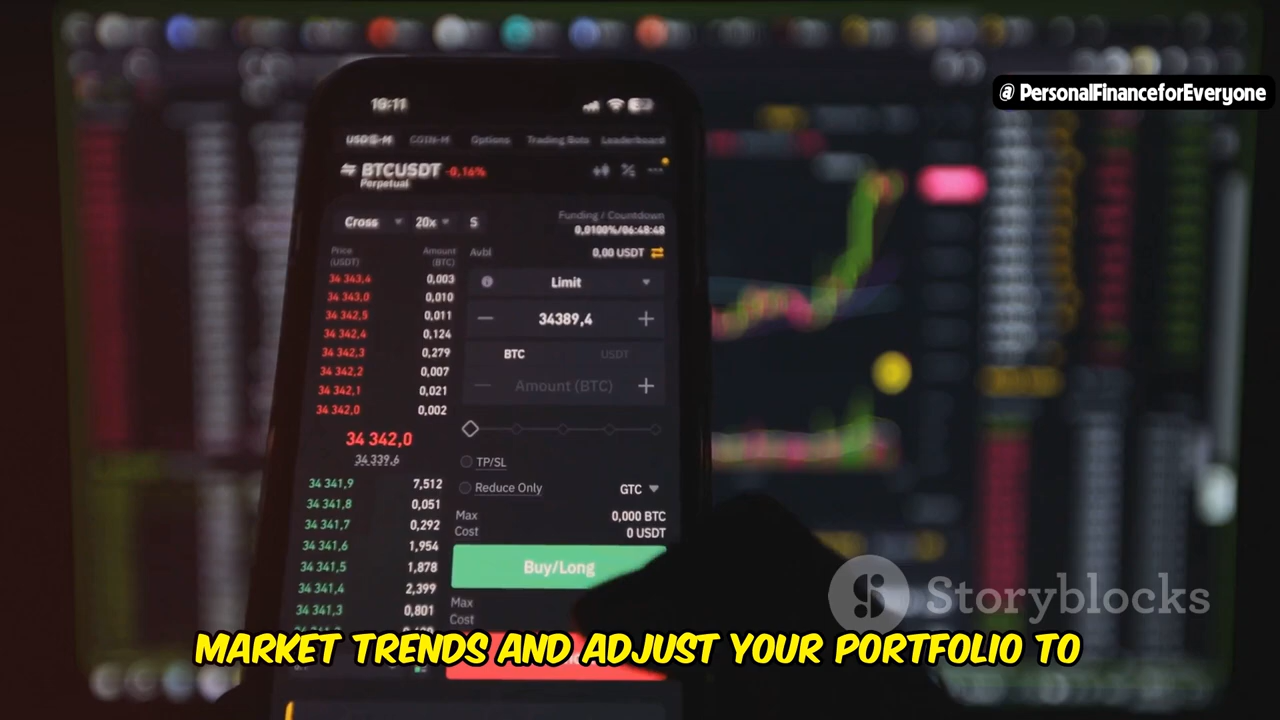 @ PersonalFinanceforEveryone
19:11
USDⓈ-M COIN-M Options Trading Bots Leaderboard
BTCUSDT -0,16%
Perpetual
Cross 20x S
Funding / Countdown
0,0100%/06:48:48
Price (USDT) Amount (BTC)
Avbl 0,00 USDT
34 343,4 0,003
34 343,0 0,010
34 342,5 0,011
34 342,4 0,124
34 342,3 0,279
34 342,2 0,007
34 342,1 0,021
34 342,0 0,002
Limit
34389,4
BTC USDT
Amount (BTC)
34 342,0
34 339,6
TP/SL
Reduce Only GTC
34 341,9 7,512
34 341,8 0,051
34 341,7 0,292
34 341,6 1,954
34 341,5 1,878
34 341,4 2,399
34 341,3 0,801
Max 0,000 BTC
Cost 0 USDT
Buy/Long
Max
Cost
Storyblocks
MARKET TRENDS AND ADJUST YOUR PORTFOLIO TO